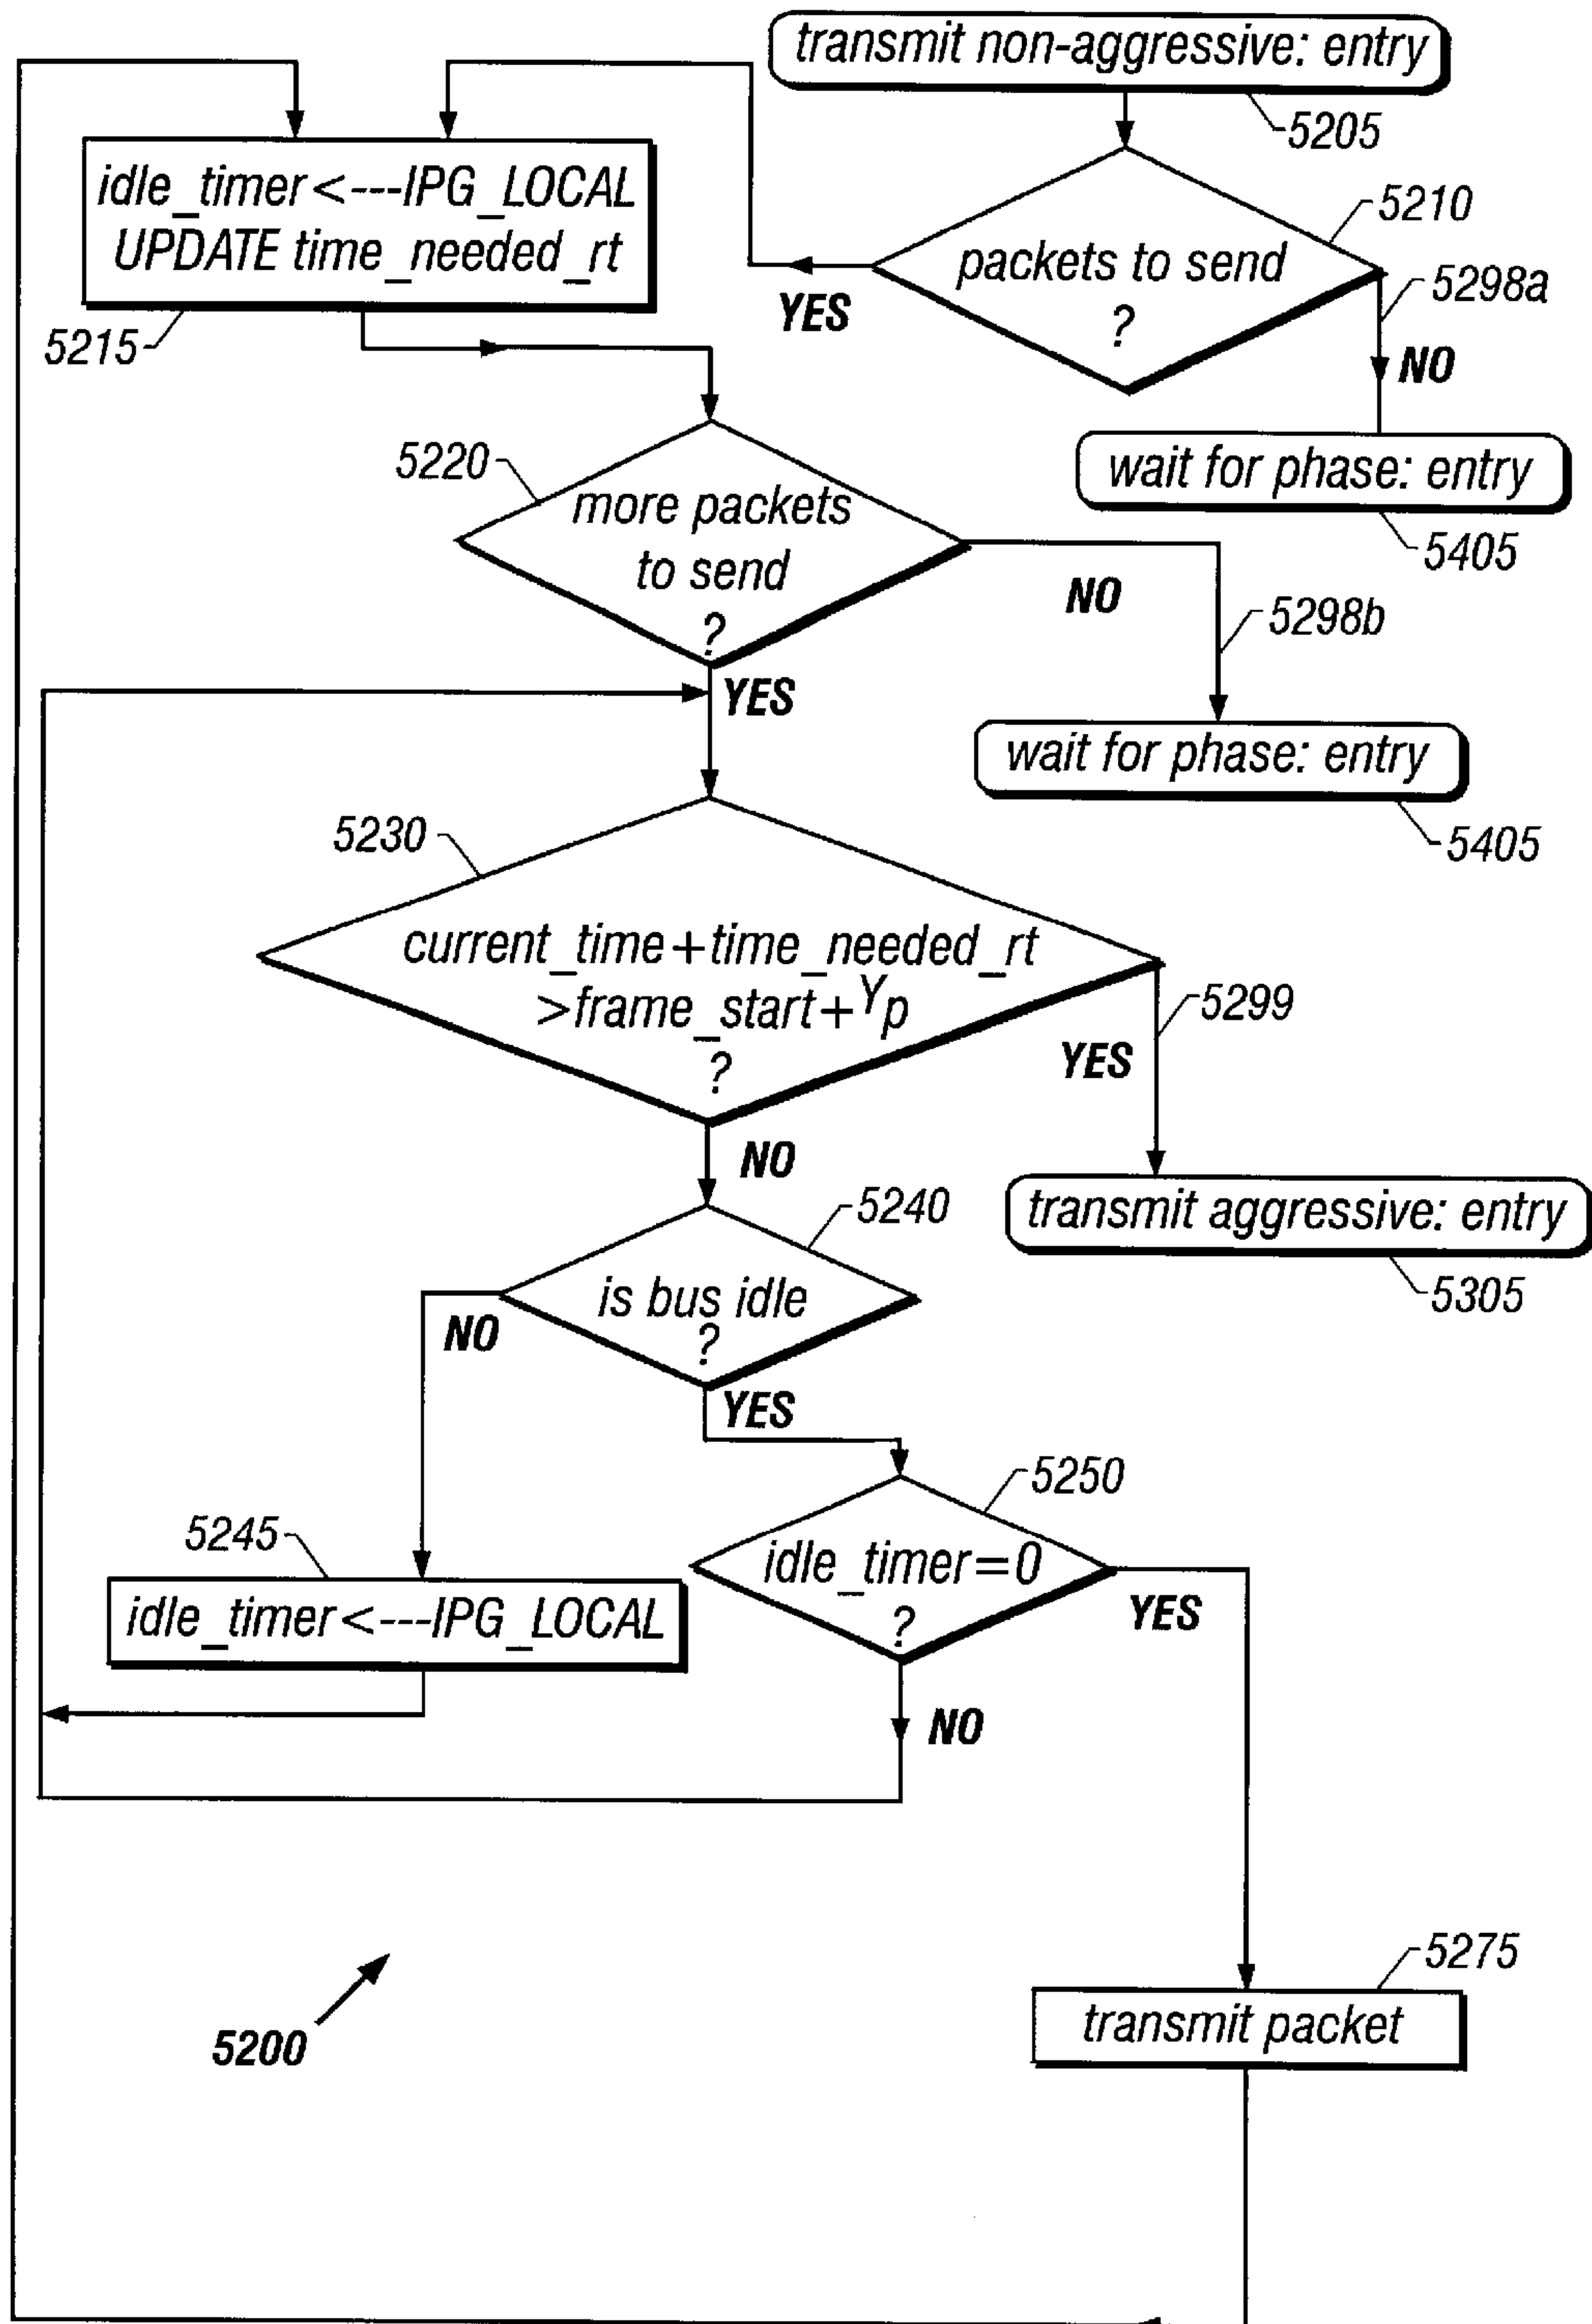 transmit non-aggressive: entry
5205
idle_timer<---IPG_LOCAL
UPDATE time_needed_rt
5215
packets to send
?
5210
YES
5298a
NO
wait for phase: entry
5405
5220
more packets
to send
?
NO
5298b
YES
wait for phase: entry
5405
5230
current_time+time_needed_rt
>frame_start+Yp
?
5299
YES
NO
transmit aggressive: entry
5305
5240
is bus idle
?
NO
YES
5250
5245
idle_timer<---IPG_LOCAL
idle_timer=0
?
YES
NO
5275
transmit packet
5200